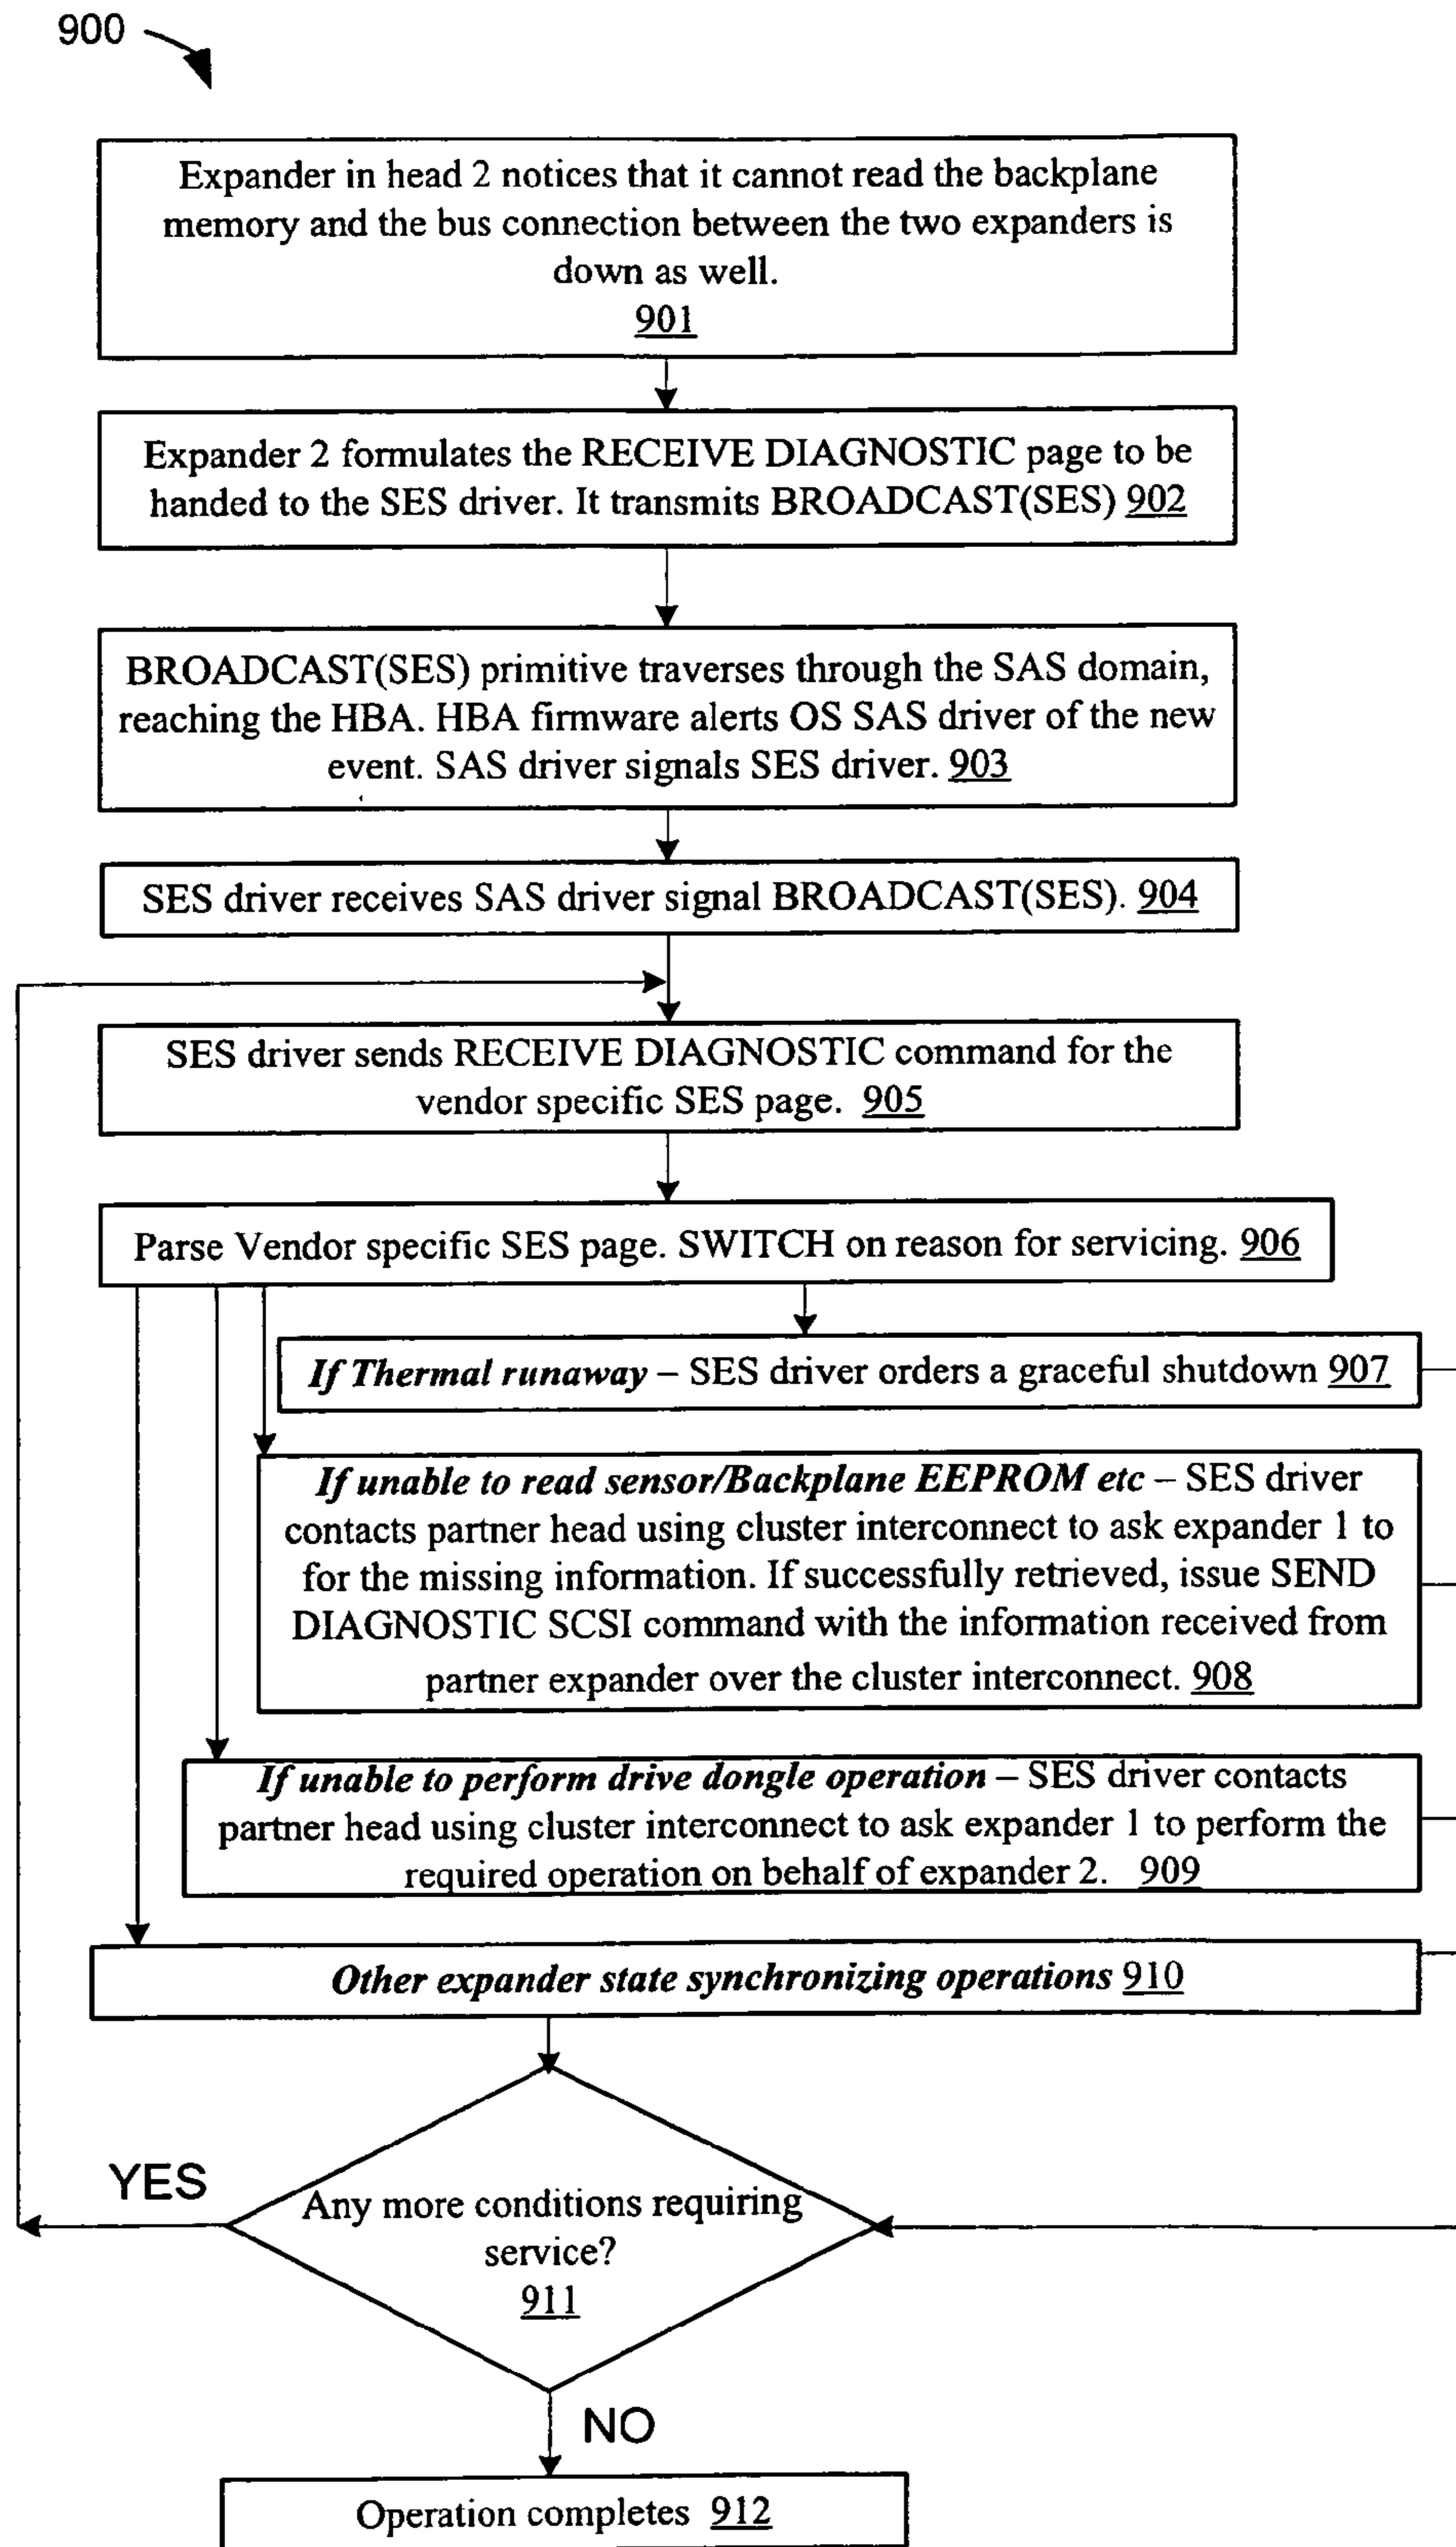 900
Expander in head 2 notices that it cannot read the backplane
memory and the bus connection between the two expanders is
down as well.
901
Expander 2 formulates the RECEIVE DIAGNOSTIC page to be
handed to the SES driver. It transmits BROADCAST(SES) 902
BROADCAST(SES) primitive traverses through the SAS domain,
reaching the HBA. HBA firmware alerts OS SAS driver of the new
event. SAS driver signals SES driver. 903
SES driver receives SAS driver signal BROADCAST(SES). 904
SES driver sends RECEIVE DIAGNOSTIC command for the
vendor specific SES page. 905
Parse Vendor specific SES page. SWITCH on reason for servicing. 906
If Thermal runaway – SES driver orders a graceful shutdown 907
If unable to read sensor/Backplane EEPROM etc – SES driver
contacts partner head using cluster interconnect to ask expander 1 to
for the missing information. If successfully retrieved, issue SEND
DIAGNOSTIC SCSI command with the information received from
partner expander over the cluster interconnect. 908
If unable to perform drive dongle operation – SES driver contacts
partner head using cluster interconnect to ask expander 1 to perform the
required operation on behalf of expander 2. 909
Other expander state synchronizing operations 910
YES
Any more conditions requiring
service?
911
NO
Operation completes 912